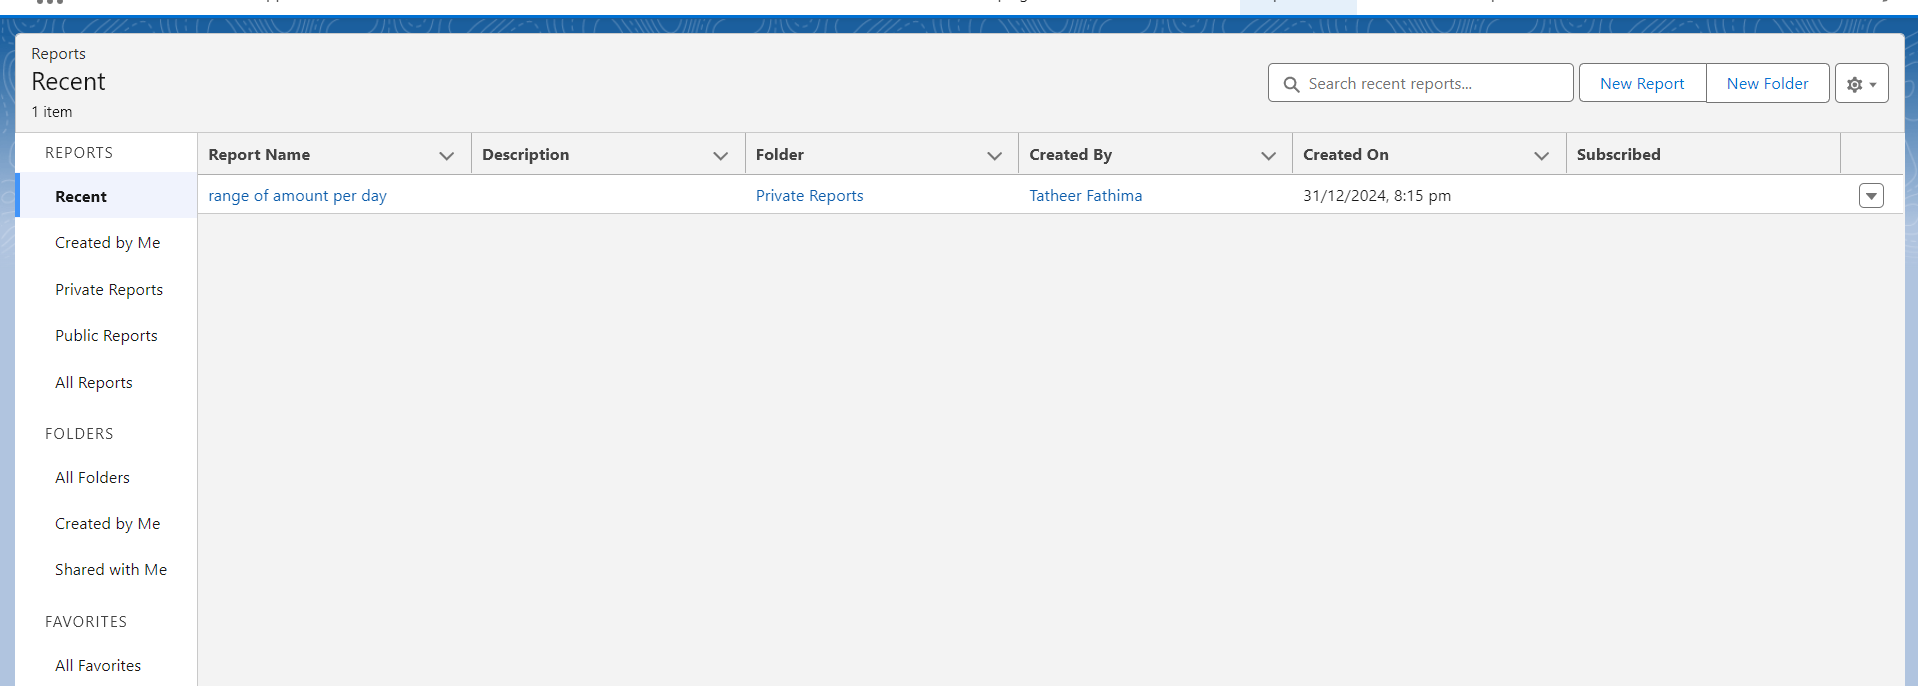 Reports
Recent
1 item
Search recent reports...
New Report
New Folder
REPORTS
Recent
Created by Me
Private Reports
Public Reports
All Reports
FOLDERS
All Folders
Created by Me
Shared with Me
FAVORITES
All Favorites
Report Name Description Folder Created By Created On Subscribed
range of amount per day Private Reports Tatheer Fathima 31/12/2024, 8:15 pm